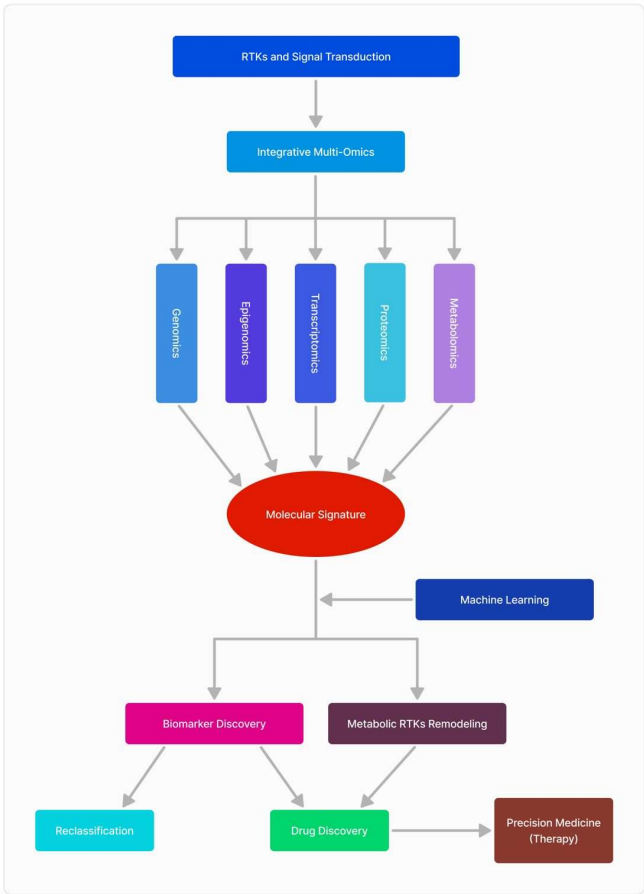 RTKs and Signal Transduction
Integrative Multi-Omics
Genomics
Epigenomics
Transcriptomics
Proteomics
Metabolomics
Molecular Signature
Machine Learning
Biomarker Discovery
Metabolic RTKs Remodeling
Reclassification
Drug Discovery
Precision Medicine
(Therapy)